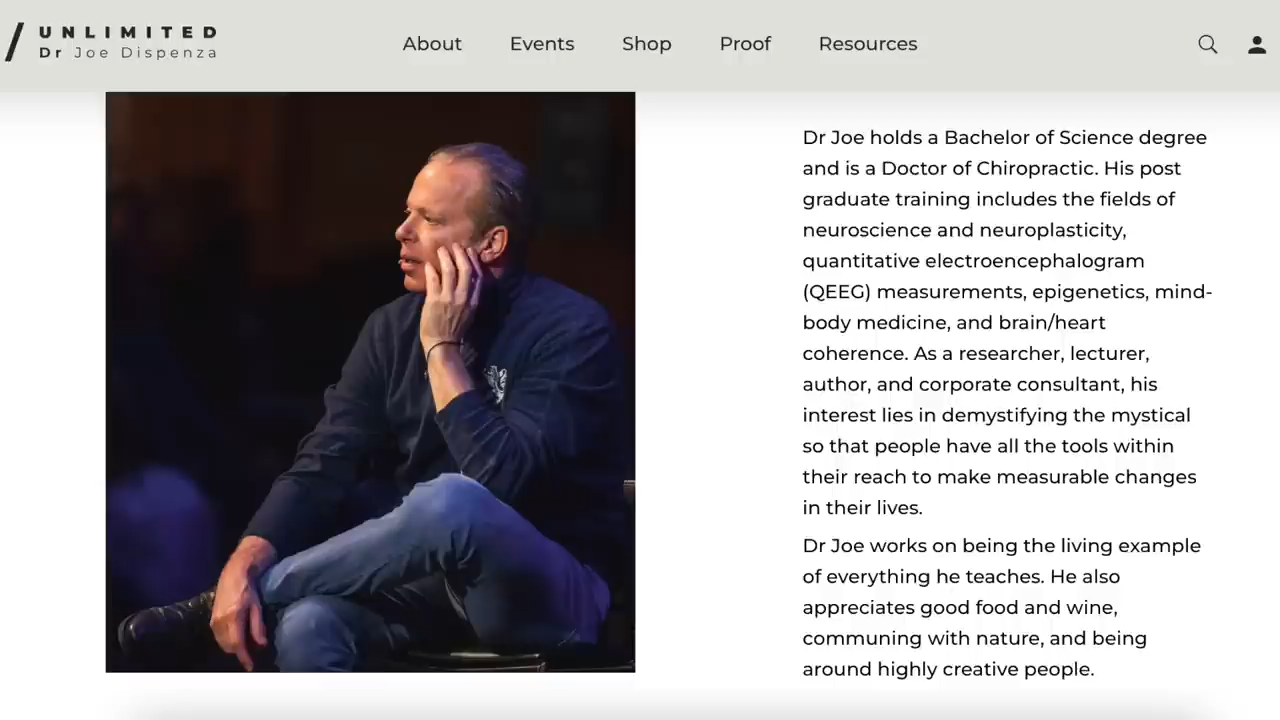 UNLIMITED
Dr Joe Dispenza
About Events Shop Proof Resources
Dr Joe holds a Bachelor of Science degree
and is a Doctor of Chiropractic. His post
graduate training includes the fields of
neuroscience and neuroplasticity,
quantitative electroencephalogram
(QEEG) measurements, epigenetics, mind-
body medicine, and brain/heart
coherence. As a researcher, lecturer,
author, and corporate consultant, his
interest lies in demystifying the mystical
so that people have all the tools within
their reach to make measurable changes
in their lives.
Dr Joe works on being the living example
of everything he teaches. He also
appreciates good food and wine,
communing with nature, and being
around highly creative people.